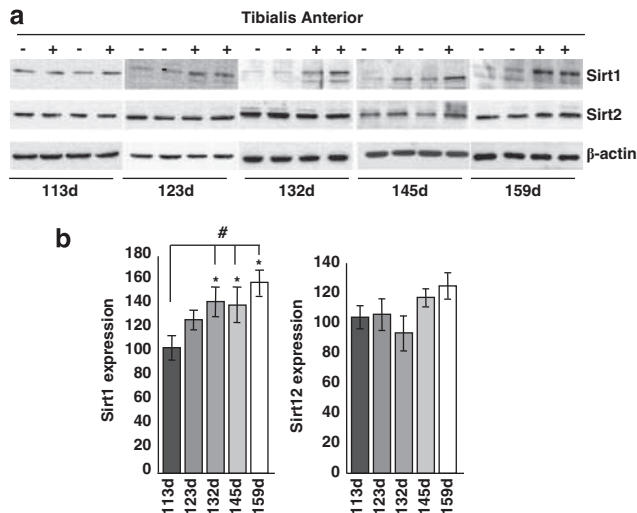 a
Tibialis Anterior
- + - + - - + + - - + + - + - + - - + +
Sirt1
Sirt2
β-actin
113d 123d 132d 145d 159d
b
#
* * *
Sirt1 expression
180
160
140
120
100
80
60
40
20
0
113d 123d 132d 145d 159d
Sirt12 expression
140
120
100
80
60
40
20
0
113d 123d 132d 145d 159d